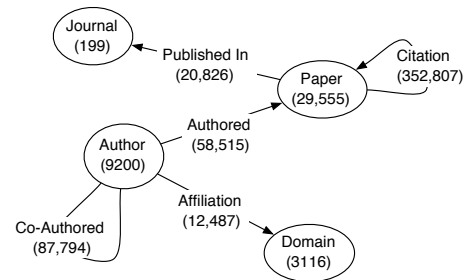 Journal
(199)
Published In
(20,826)
Citation
(352,807)
Paper
(29,555)
Authored
(58,515)
Author
(9200)
Affiliation
(12,487)
Co-Authored
(87,794)
Domain
(3116)